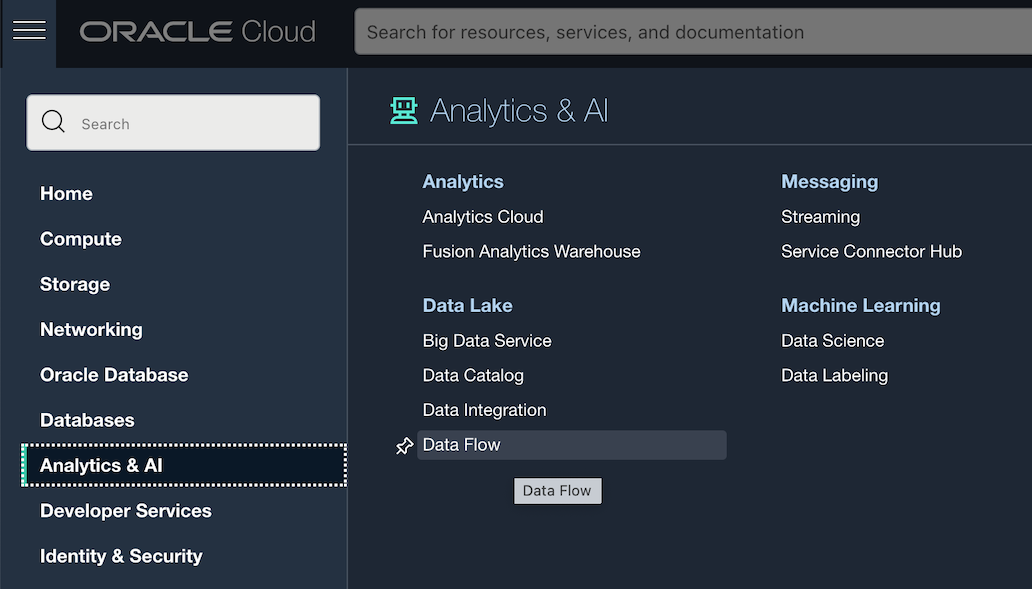 ORACLE Cloud
Search for resources, services, and documentation
Search
Home
Compute
Storage
Networking
Oracle Database
Databases
Analytics & AI
Developer Services
Identity & Security
Analytics & AI
Analytics
Analytics Cloud
Fusion Analytics Warehouse
Data Lake
Big Data Service
Data Catalog
Data Integration
Data Flow
Data Flow
Messaging
Streaming
Service Connector Hub
Machine Learning
Data Science
Data Labeling